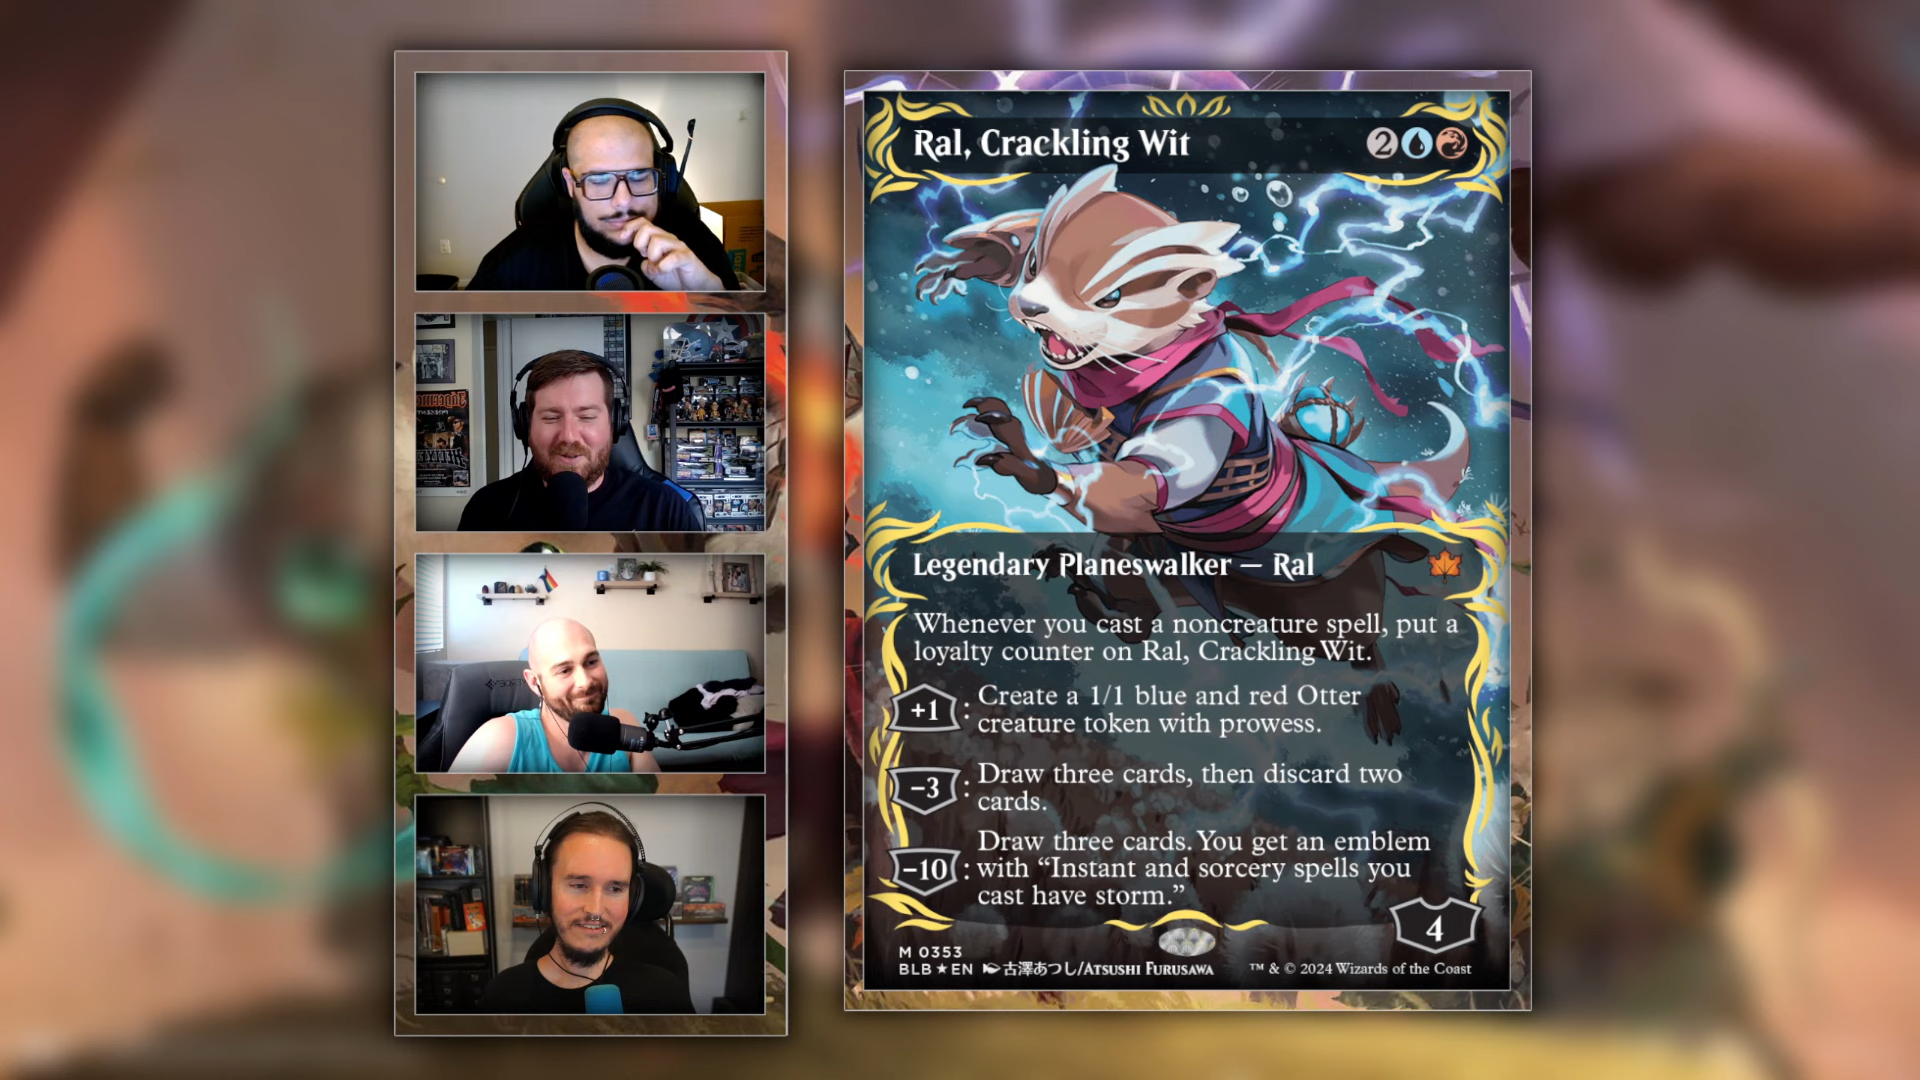 Ral, Crackling Wit
2
Legendary Planeswalker — Ral
Whenever you cast a noncreature spell, put a
loyalty counter on Ral, Crackling Wit.
+1: Create a 1/1 blue and red Otter
creature token with prowess.
−3: Draw three cards, then discard two
cards.
Draw three cards. You get an emblem
−10: with “Instant and sorcery spells you
cast have storm.”
4
M 0353
BLB★EN 古澤あつし/Atsushi Furusawa
™ & © 2024 Wizards of the Coast